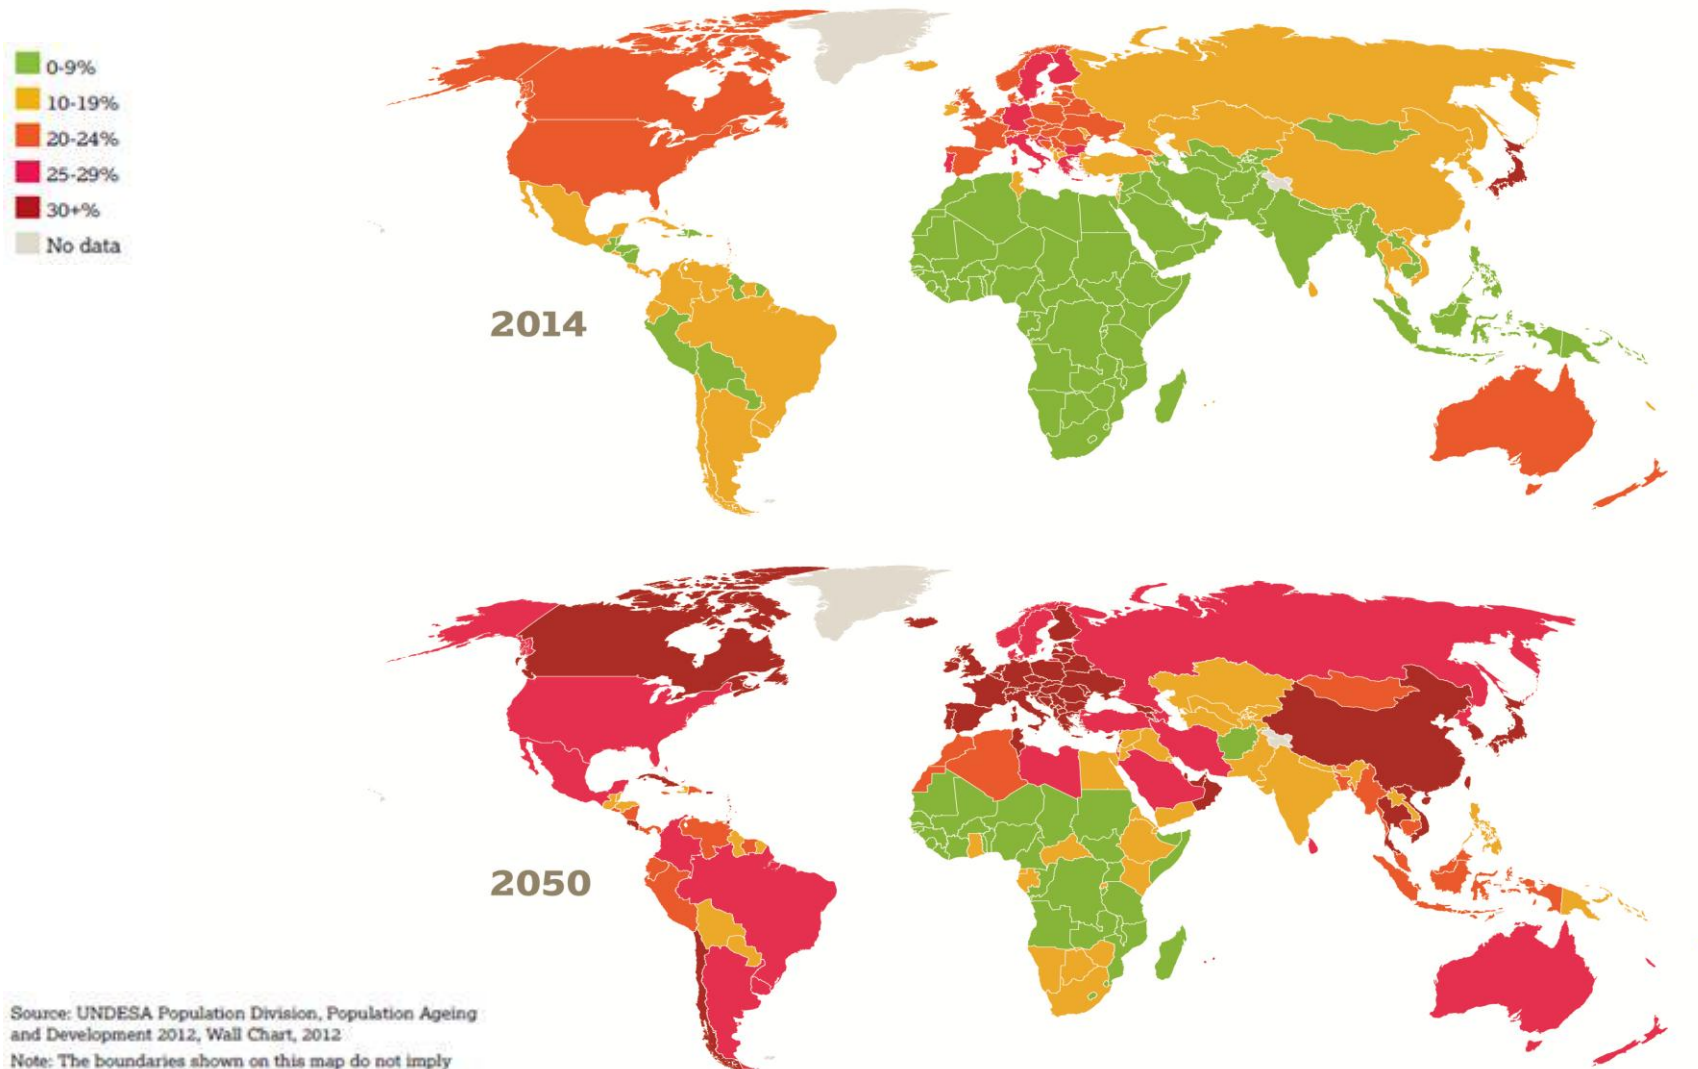 0-9%
10-19%
20-24%
25-29%
30+%
No data
2014
2050
Source: UNDESA Population Division, Population Ageing
and Development 2012, Wall Chart, 2012
Note: The boundaries shown on this map do not imply